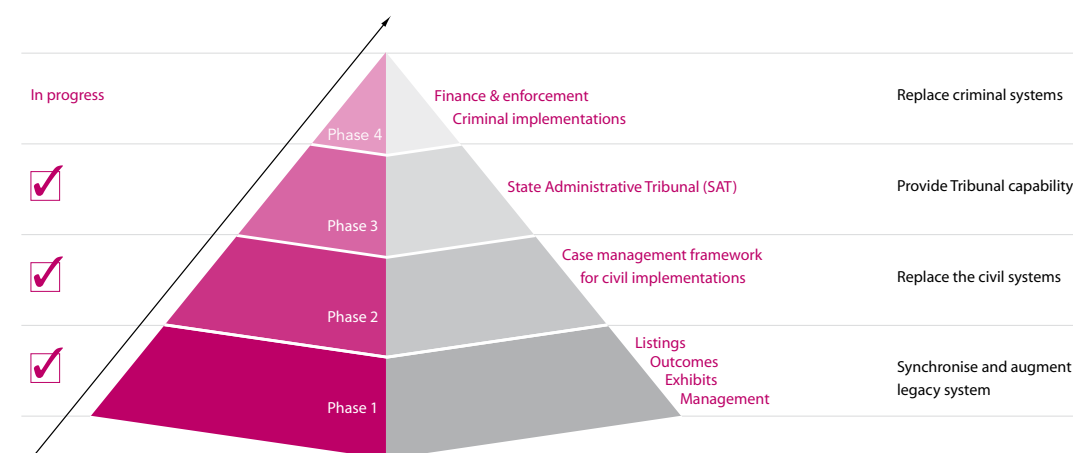 In progress
Phase 4
Finance & enforcement
Criminal implementations
Replace criminal systems
Phase 3
State Administrative Tribunal (SAT)
Provide Tribunal capability
Phase 2
Case management framework
for civil implementations
Replace the civil systems
Phase 1
Listings
Outcomes
Exhibits
Management
Synchronise and augment
legacy system